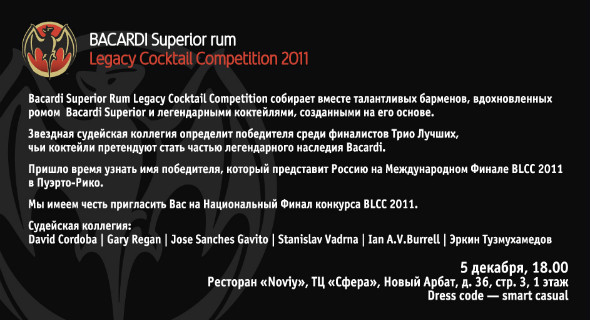 BACARDI Superior rum
Legacy Cocktail Competition 2011
Bacardi Superior Rum Legacy Cocktail Competition собирает вместе талантливых барменов, вдохновленных
ромом Bacardi Superior и легендарными коктейлями, созданными на его основе.
Звездная судейская коллегия определит победителя среди финалистов Трио Лучших,
чьи коктейли претендуют стать частью легендарного наследия Bacardi.
Пришло время узнать имя победителя, который представит Россию на Международном Финале BLCC 2011
в Пуэрто-Рико.
Мы имеем честь пригласить Вас на Национальный Финал конкурса BLCC 2011.
Судейская коллегия:
David Cordoba | Gary Regan | Jose Sanches Gavito | Stanislav Vadrna | Ian A.V.Burrell | Эркин Тузмухамедов
5 декабря, 18.00
Ресторан «Noviy», ТЦ «Сфера», Новый Арбат, д. 36, стр. 3, 1 этаж
Dress code — smart casual